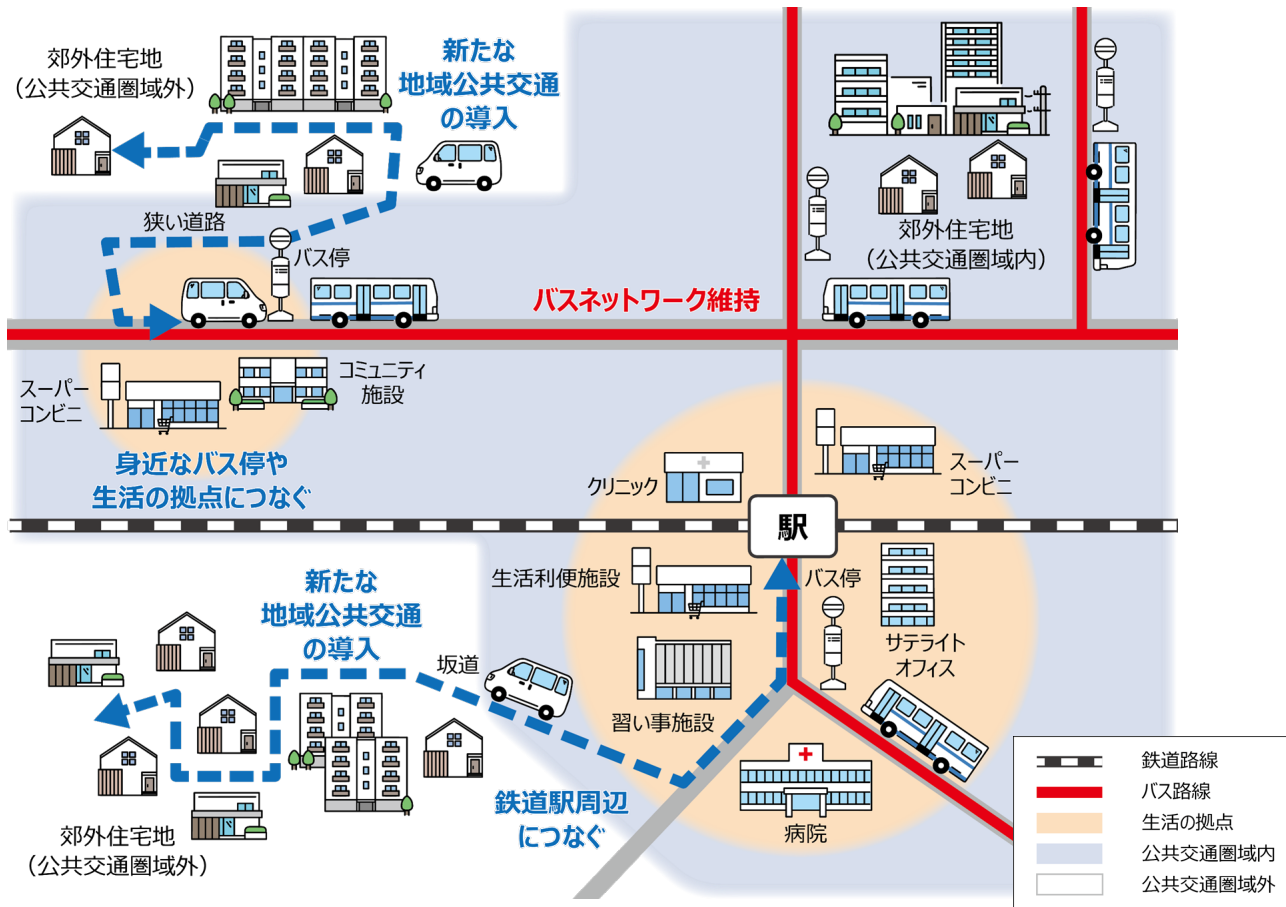 郊外住宅地
（公共交通圏域外）
新たな
地域公共交通
の導入
狭い道路
バス停
バスネットワーク維持
郊外住宅地
（公共交通圏域内）
スーパー
コンビニ
コミュニティ
施設
身近なバス停や
生活の拠点につなぐ
クリニック
スーパー
コンビニ
駅
生活利便施設
バス停
サテライト
オフィス
新たな
地域公共交通
の導入
坂道
習い事施設
鉄道駅周辺
につなぐ
病院
郊外住宅地
（公共交通圏域外）
鉄道路線
バス路線
生活の拠点
公共交通圏域内
公共交通圏域外